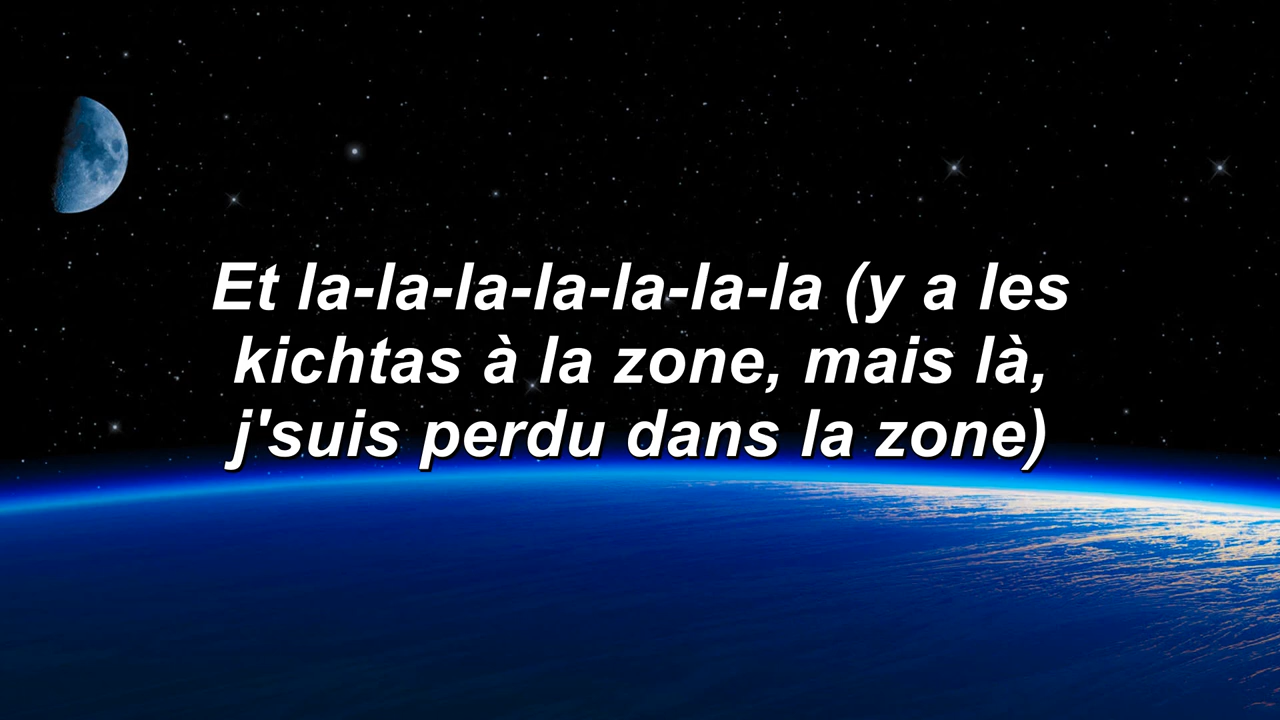 Et la-la-la-la-la-la-la (y a les
kichtas à la zone, mais là,
j'suis perdu dans la zone)